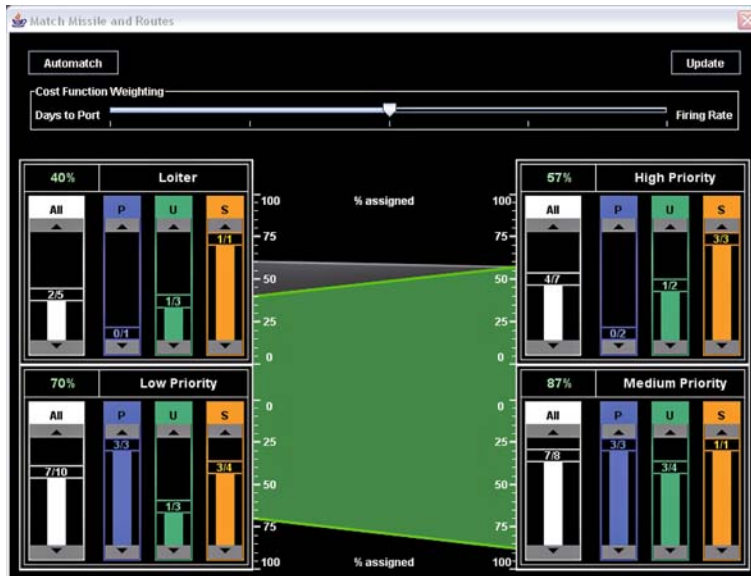 Match Missile and Routes
Automatch Update
Cost Function Weighting
Days to Port Firing Rate
40% Loiter
All P U S
2/5 0/1 1/3 1/1
100 % assigned 100
75 75
50 50
25 25
0 0
57% High Priority
All P U S
4/7 0/2 1/2 3/3
70% Low Priority
All P U S
7/10 3/3 1/3 3/4
0 0
25 25
50 50
75 75
100 % assigned 100
87% Medium Priority
All P U S
7/8 3/3 3/4 1/1